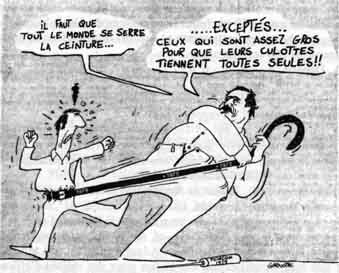 IL FAUT QUE
TOUT LE MONDE SE SERRE
LA CEINTURE...
.....EXCEPTÉS...
CEUX QUI SONT ASSEZ GROS
POUR QUE LEURS CULOTTES
TIENNENT TOUTES SEULES!!